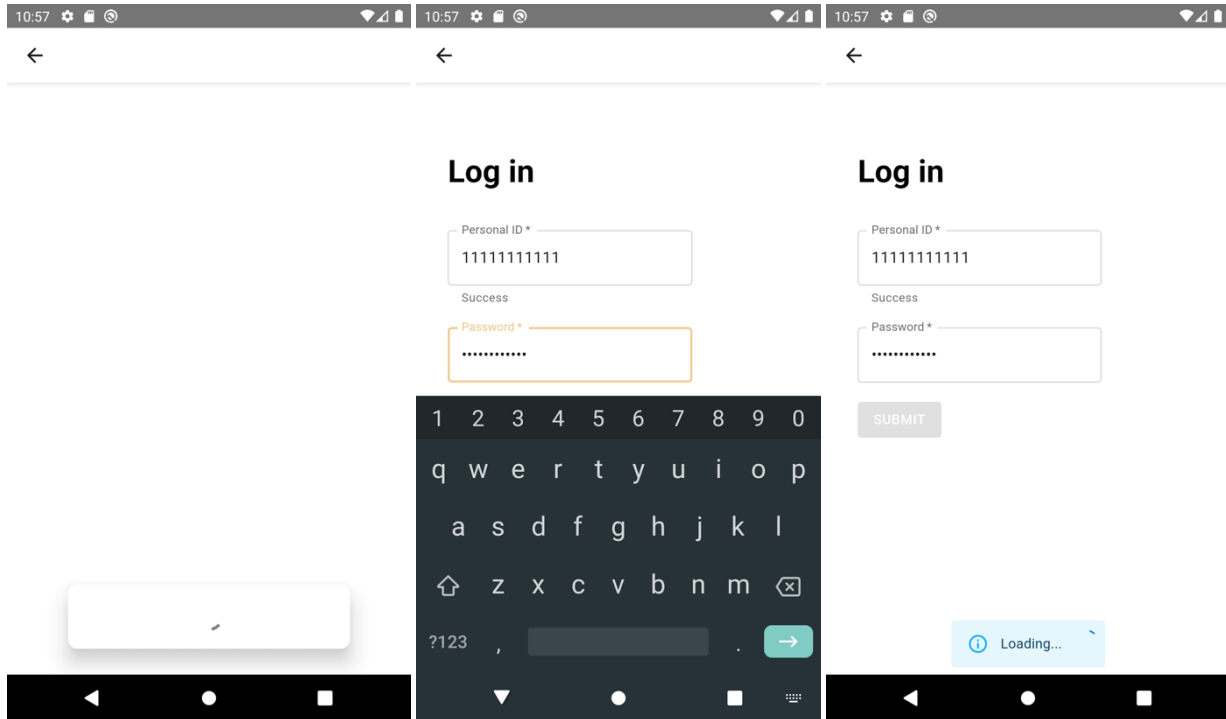 10:57
10:57
Log in
Personal ID *
11111111111
Success
Password *
••••••••••••
1 2 3 4 5 6 7 8 9 0
q w e r t y u i o p
a s d f g h j k l
z x c v b n m
?123 , .
10:57
Log in
Personal ID *
11111111111
Success
Password *
••••••••••••
SUBMIT
Loading...